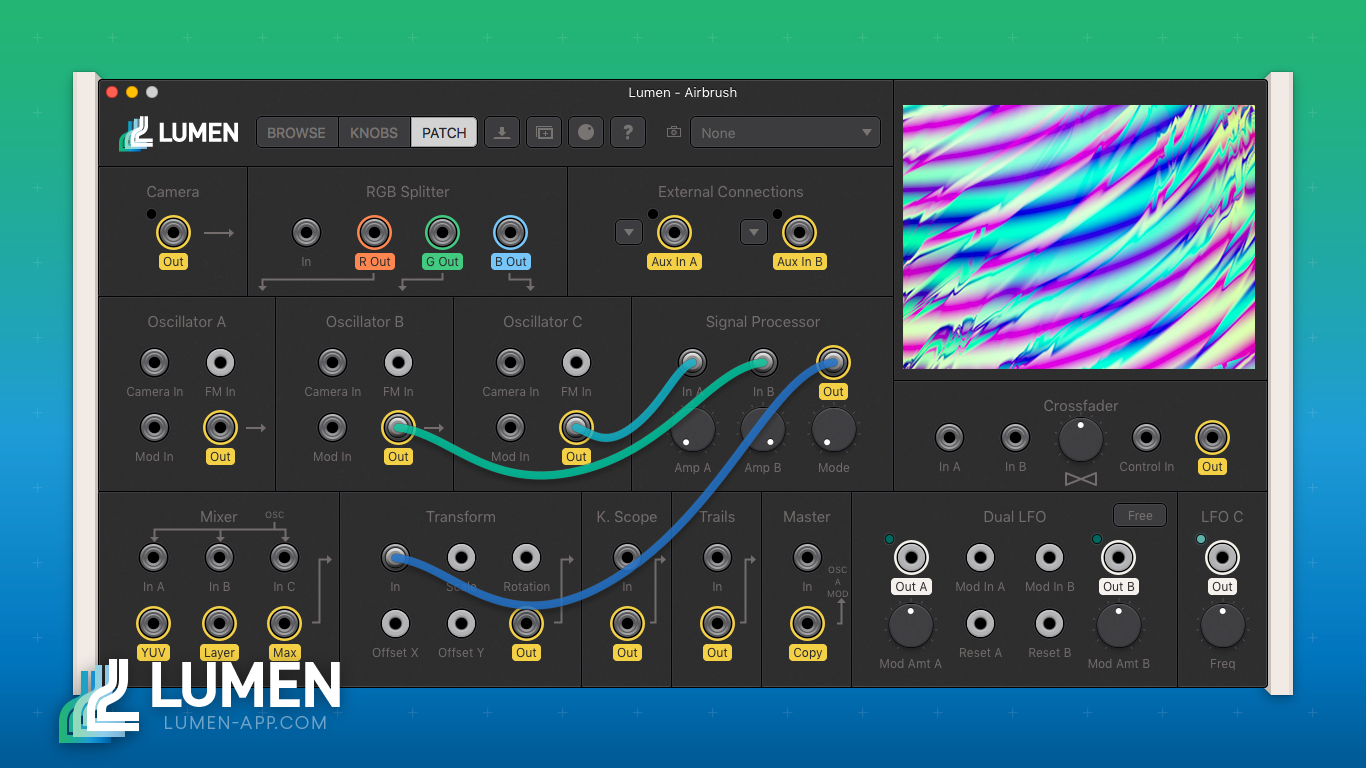 Lumen - Airbrush
LUMEN
BROWSE KNOBS PATCH ? None
Camera
Out
RGB Splitter
In R Out G Out B Out
External Connections
Aux In A Aux In B
Oscillator A
Camera In FM In
Mod In Out
Oscillator B
Camera In FM In
Mod In Out
Oscillator C
Camera In FM In
Mod In Out
Signal Processor
In A In B Out
Amp A Amp B Mode
Crossfader
In A In B Control In Out
Mixer OSC
In A In B In C
YUV Layer Max
Transform
In Scale Rotation
Offset X Offset Y Out
K. Scope
In
Out
Trails
In
Out
Master
In
OSC
A
MOD
Copy
Dual LFO Free
Out A Mod In A Mod In B Out B
Reset A Reset B
Mod Amt A Mod Amt B
LFO C
Out
Freq
LUMEN
LUMEN-APP.COM